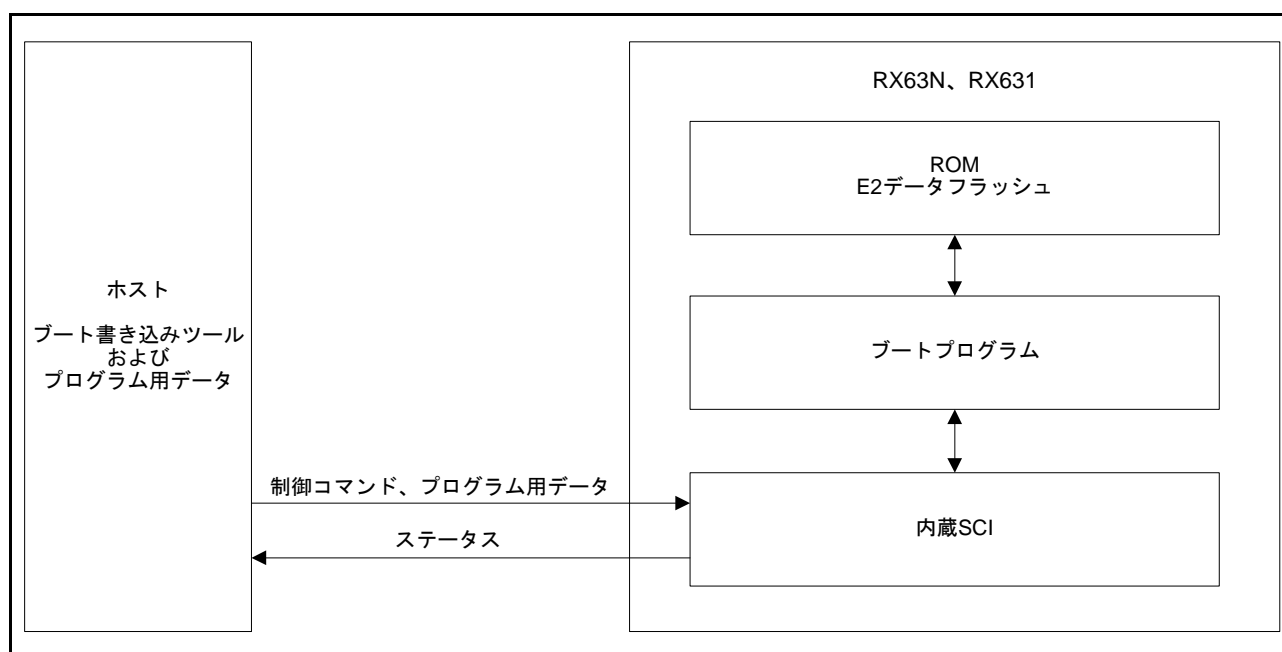 ホスト
ブート書き込みツール
および
プログラム用データ
制御コマンド、プログラム用データ
ステータス
RX63N、RX631
ROM
E2データフラッシュ
ブートプログラム
内蔵SCI